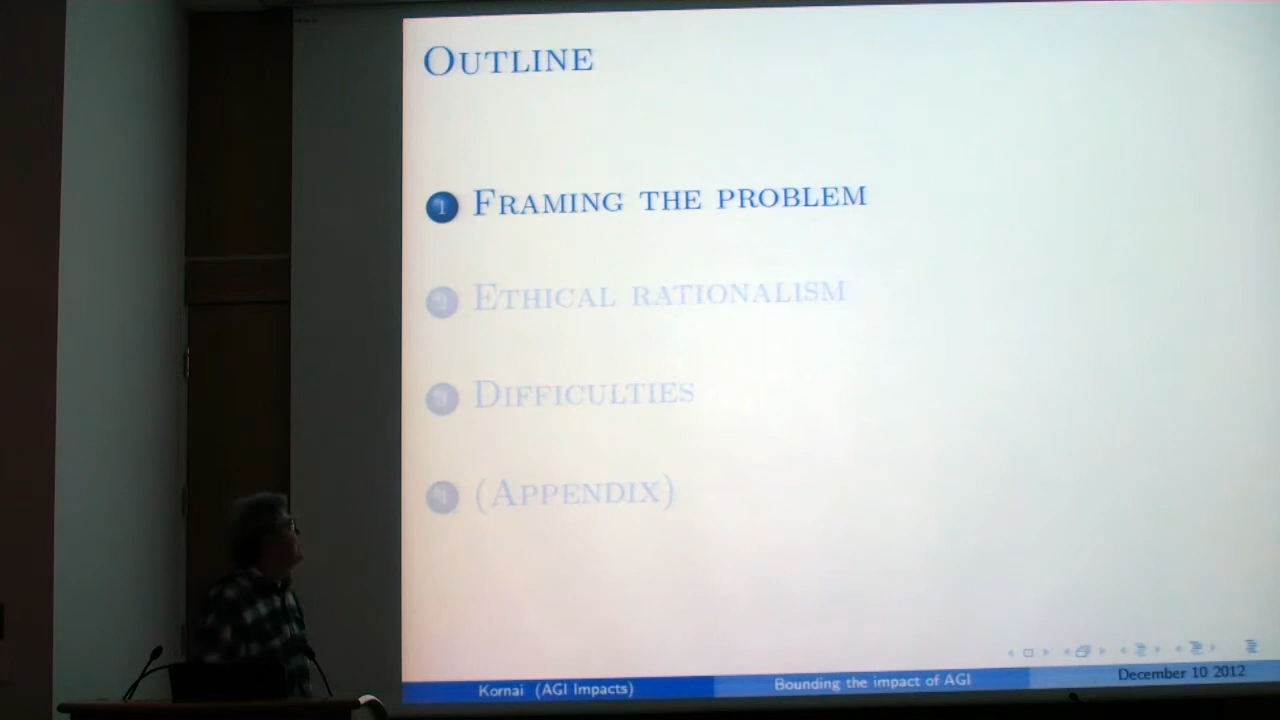 OUTLINE
1 FRAMING THE PROBLEM
2 ETHICAL RATIONALISM
3 DIFFICULTIES
4 (APPENDIX)
Kornai (AGI Impacts) Bounding the impact of AGI December 10 2012